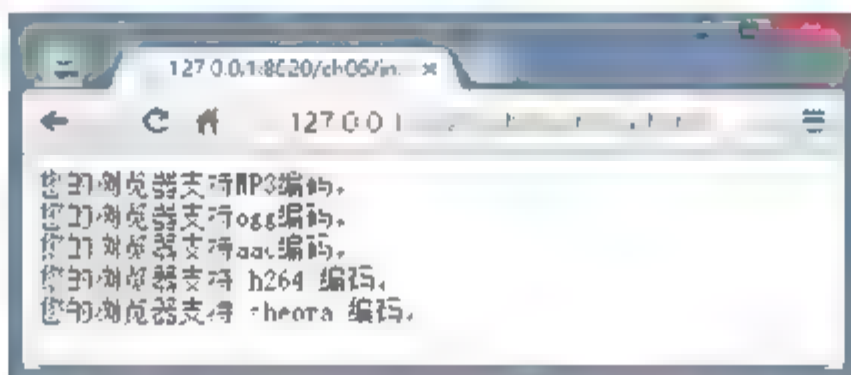 127.0.0.1:8020/ch06/in.. ×
127.0.0.1
您的浏览器支持MP3编码。
您的浏览器支持ogg编码。
您的浏览器支持aac编码。
您的浏览器支持 h264 编码。
您的浏览器支持 theora 编码。